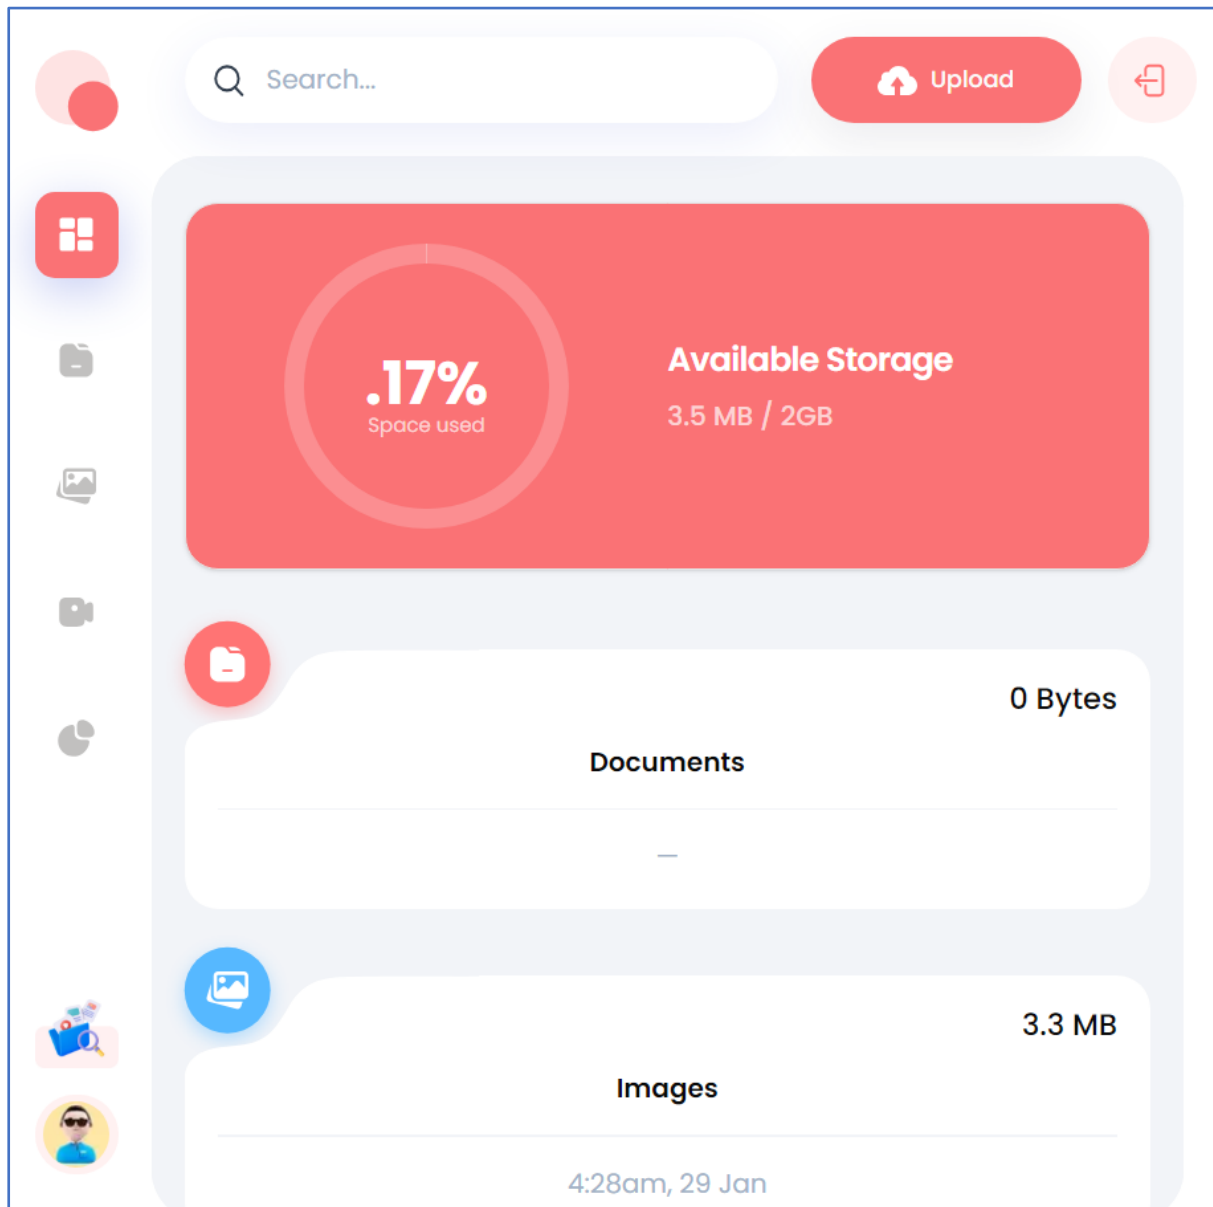 Search...
Upload
.17%
Space used
Available Storage
3.5 MB / 2GB
0 Bytes
Documents
—
3.3 MB
Images
4:28am, 29 Jan